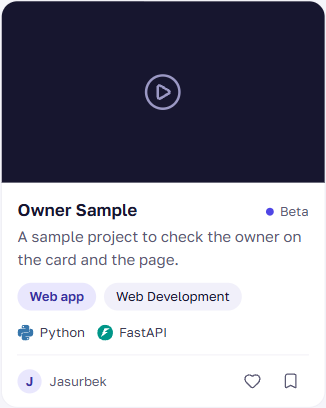 Owner Sample
Beta
A sample project to check the owner on
the card and the page.
Web app
Web Development
Python
FastAPI
J
Jasurbek